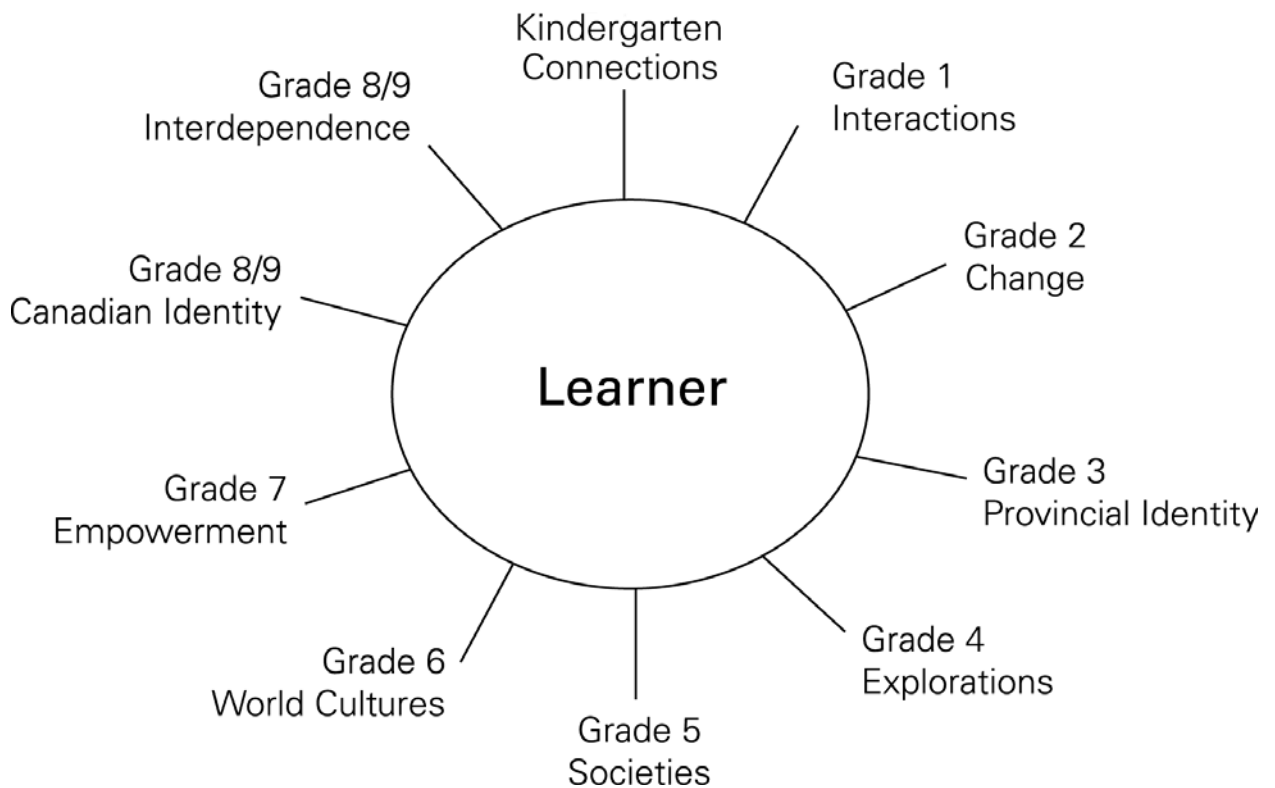 Kindergarten
Connections
Grade 1
Interactions
Grade 2
Change
Grade 3
Provincial Identity
Grade 4
Explorations
Grade 5
Societies
Grade 6
World Cultures
Grade 7
Empowerment
Grade 8/9
Canadian Identity
Grade 8/9
Interdependence
Learner